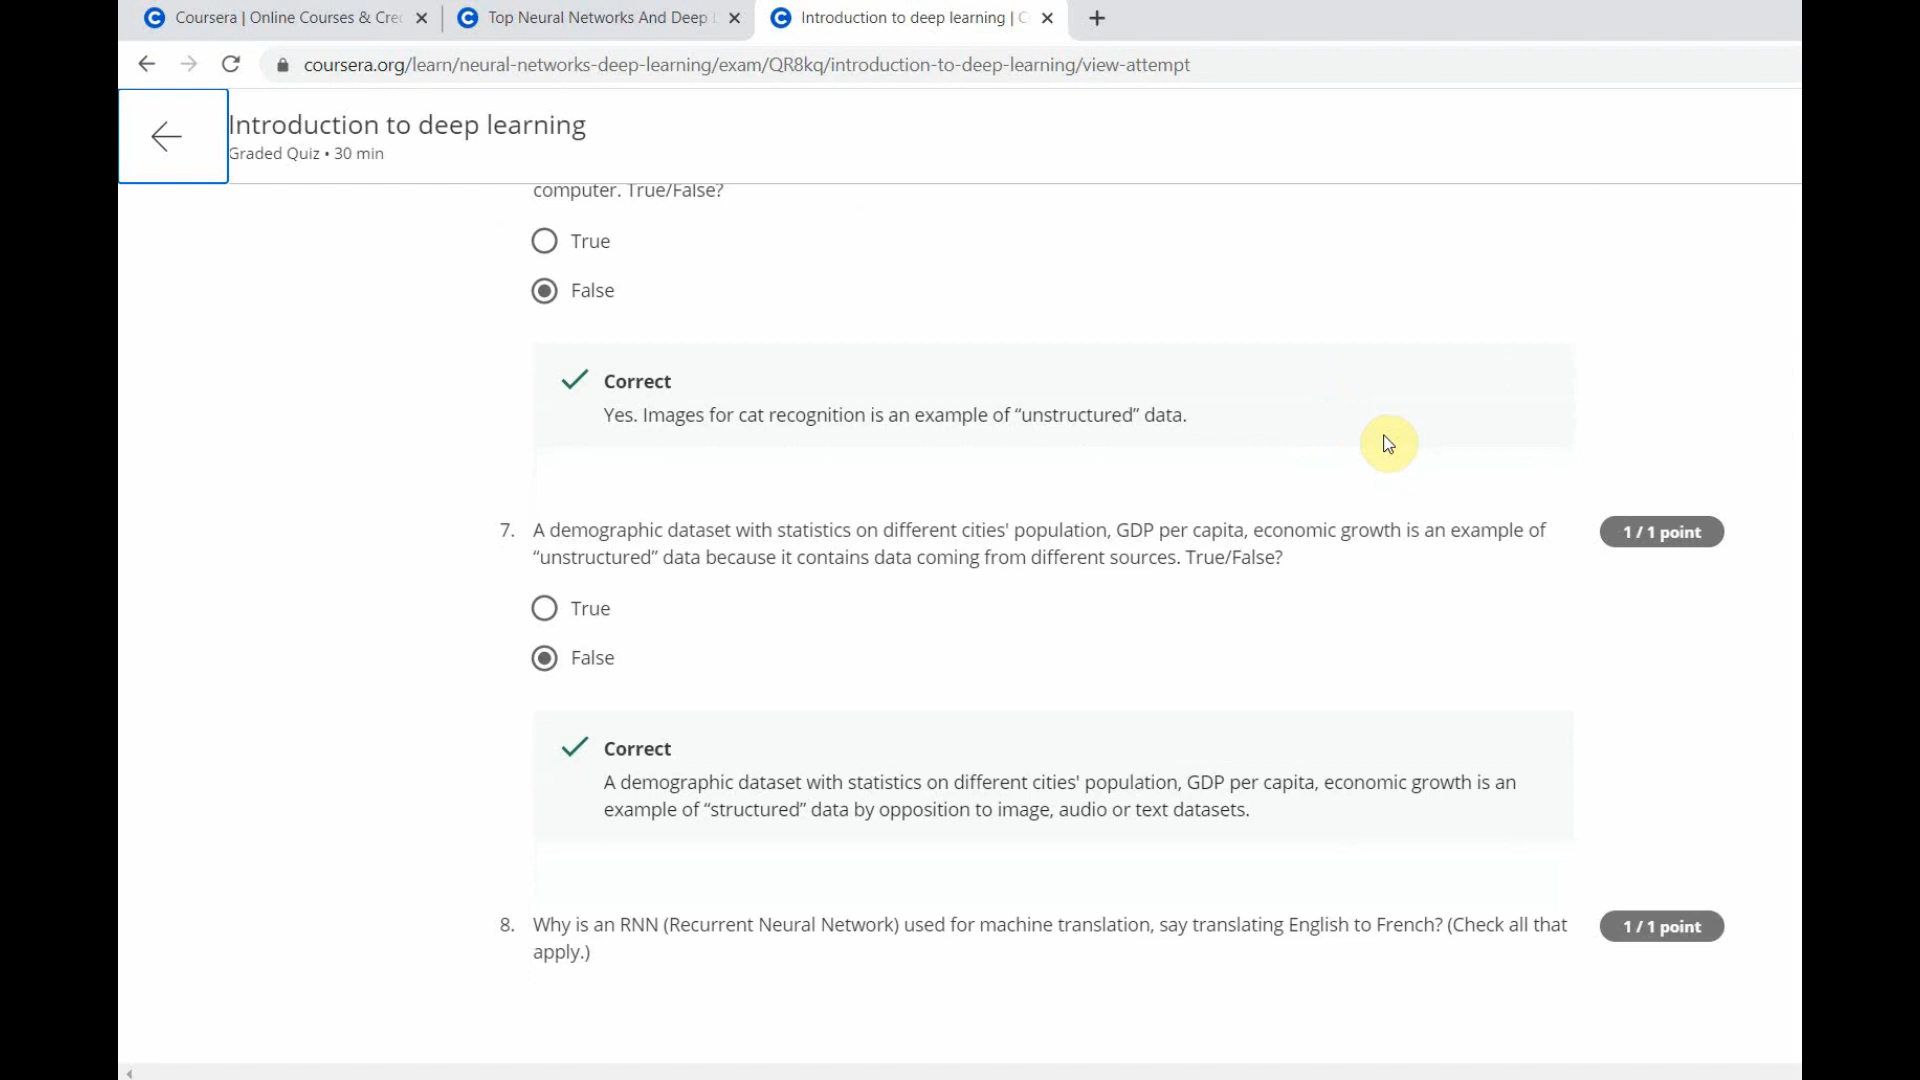 Coursera | Online Courses & Cre
Top Neural Networks And Deep
Introduction to deep learning | C
coursera.org/learn/neural-networks-deep-learning/exam/QR8kq/introduction-to-deep-learning/view-attempt
Introduction to deep learning
Graded Quiz • 30 min
computer. True/False?
True
False
Correct
Yes. Images for cat recognition is an example of “unstructured” data.
7. A demographic dataset with statistics on different cities' population, GDP per capita, economic growth is an example of
1 / 1 point
“unstructured” data because it contains data coming from different sources. True/False?
True
False
Correct
A demographic dataset with statistics on different cities' population, GDP per capita, economic growth is an
example of “structured” data by opposition to image, audio or text datasets.
8. Why is an RNN (Recurrent Neural Network) used for machine translation, say translating English to French? (Check all that
1 / 1 point
apply.)